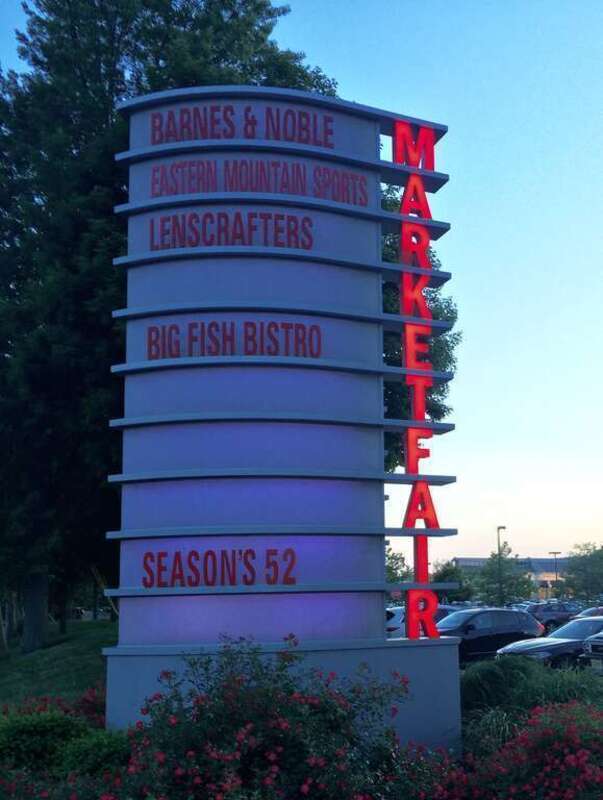 BARNES & NOBLE
EASTERN MOUNTAIN SPORTS
LENSCRAFTERS
BIG FISH BISTRO
SEASON'S 52
MARKETFAIR